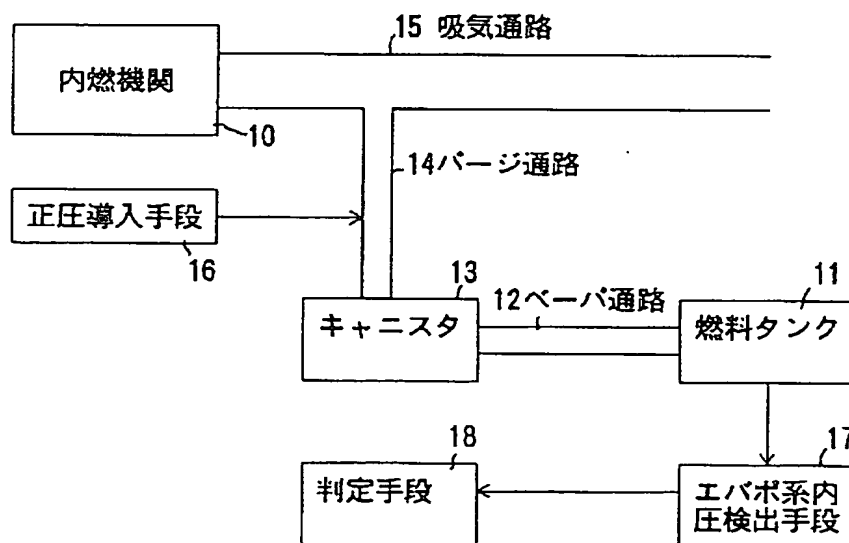 15 吸気通路
内燃機関
10
14パージ通路
正圧導入手段
16
13
キャニスタ
12ベーパ通路
11
燃料タンク
18
判定手段
17
エバポ系内
圧検出手段